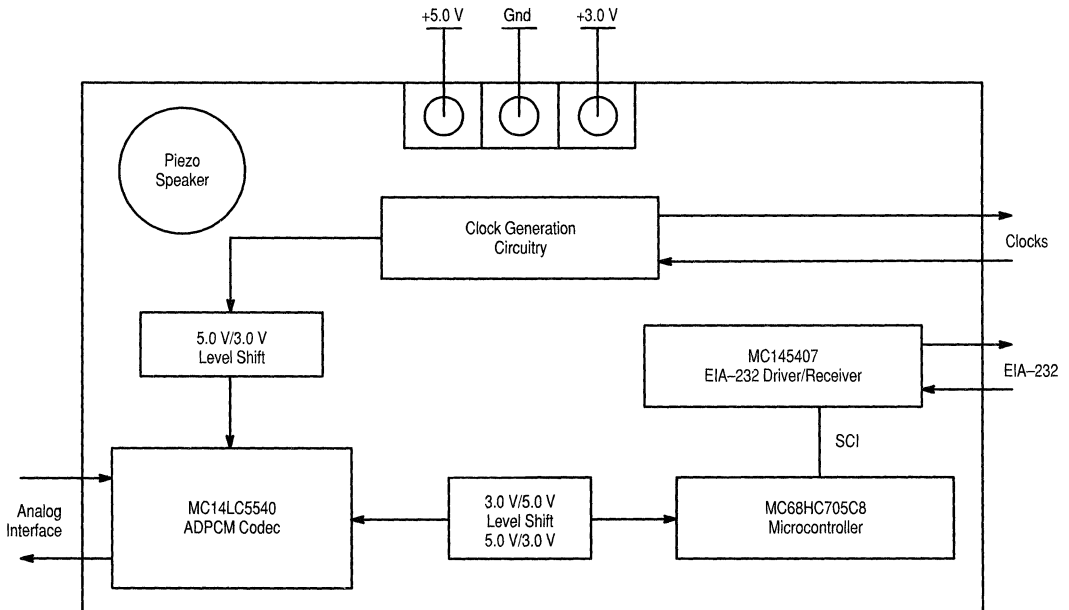 +5.0 V
Gnd
+3.0 V
Piezo
Speaker
Clock Generation
Circuitry
Clocks
5.0 V/3.0 V
Level Shift
MC145407
EIA–232 Driver/Receiver
EIA–232
SCI
Analog
Interface
MC14LC5540
ADPCM Codec
3.0 V/5.0 V
Level Shift
5.0 V/3.0 V
MC68HC705C8
Microcontroller